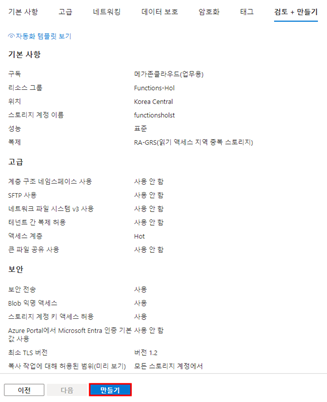 기본 사항 고급 네트워킹 데이터 보호 암호화 태그 검토 + 만들기
자동화 템플릿 보기
기본 사항
구독 메가존클라우드(업무용)
리소스 그룹 Functions-Hol
위치 Korea Central
스토리지 계정 이름 functionsholst
성능 표준
복제 RA-GRS(읽기 액세스 지역 중복 스토리지)
고급
계층 구조 네임스페이스 사용 사용 안 함
SFTP 사용 사용 안 함
네트워크 파일 시스템 v3 사용 사용 안 함
테넌트 간 복제 허용 사용 안 함
액세스 계층 Hot
큰 파일 공유 사용 사용 안 함
보안
보안 전송 사용
Blob 익명 액세스 사용
스토리지 계정 키 액세스 허용 사용
Azure Portal에서 Microsoft Entra 인증 기본 사용 안 함
값 사용
최소 TLS 버전 버전 1.2
복사 작업에 대해 허용된 범위(미리 보기) 모든 스토리지 계정에서
이전 다음 만들기